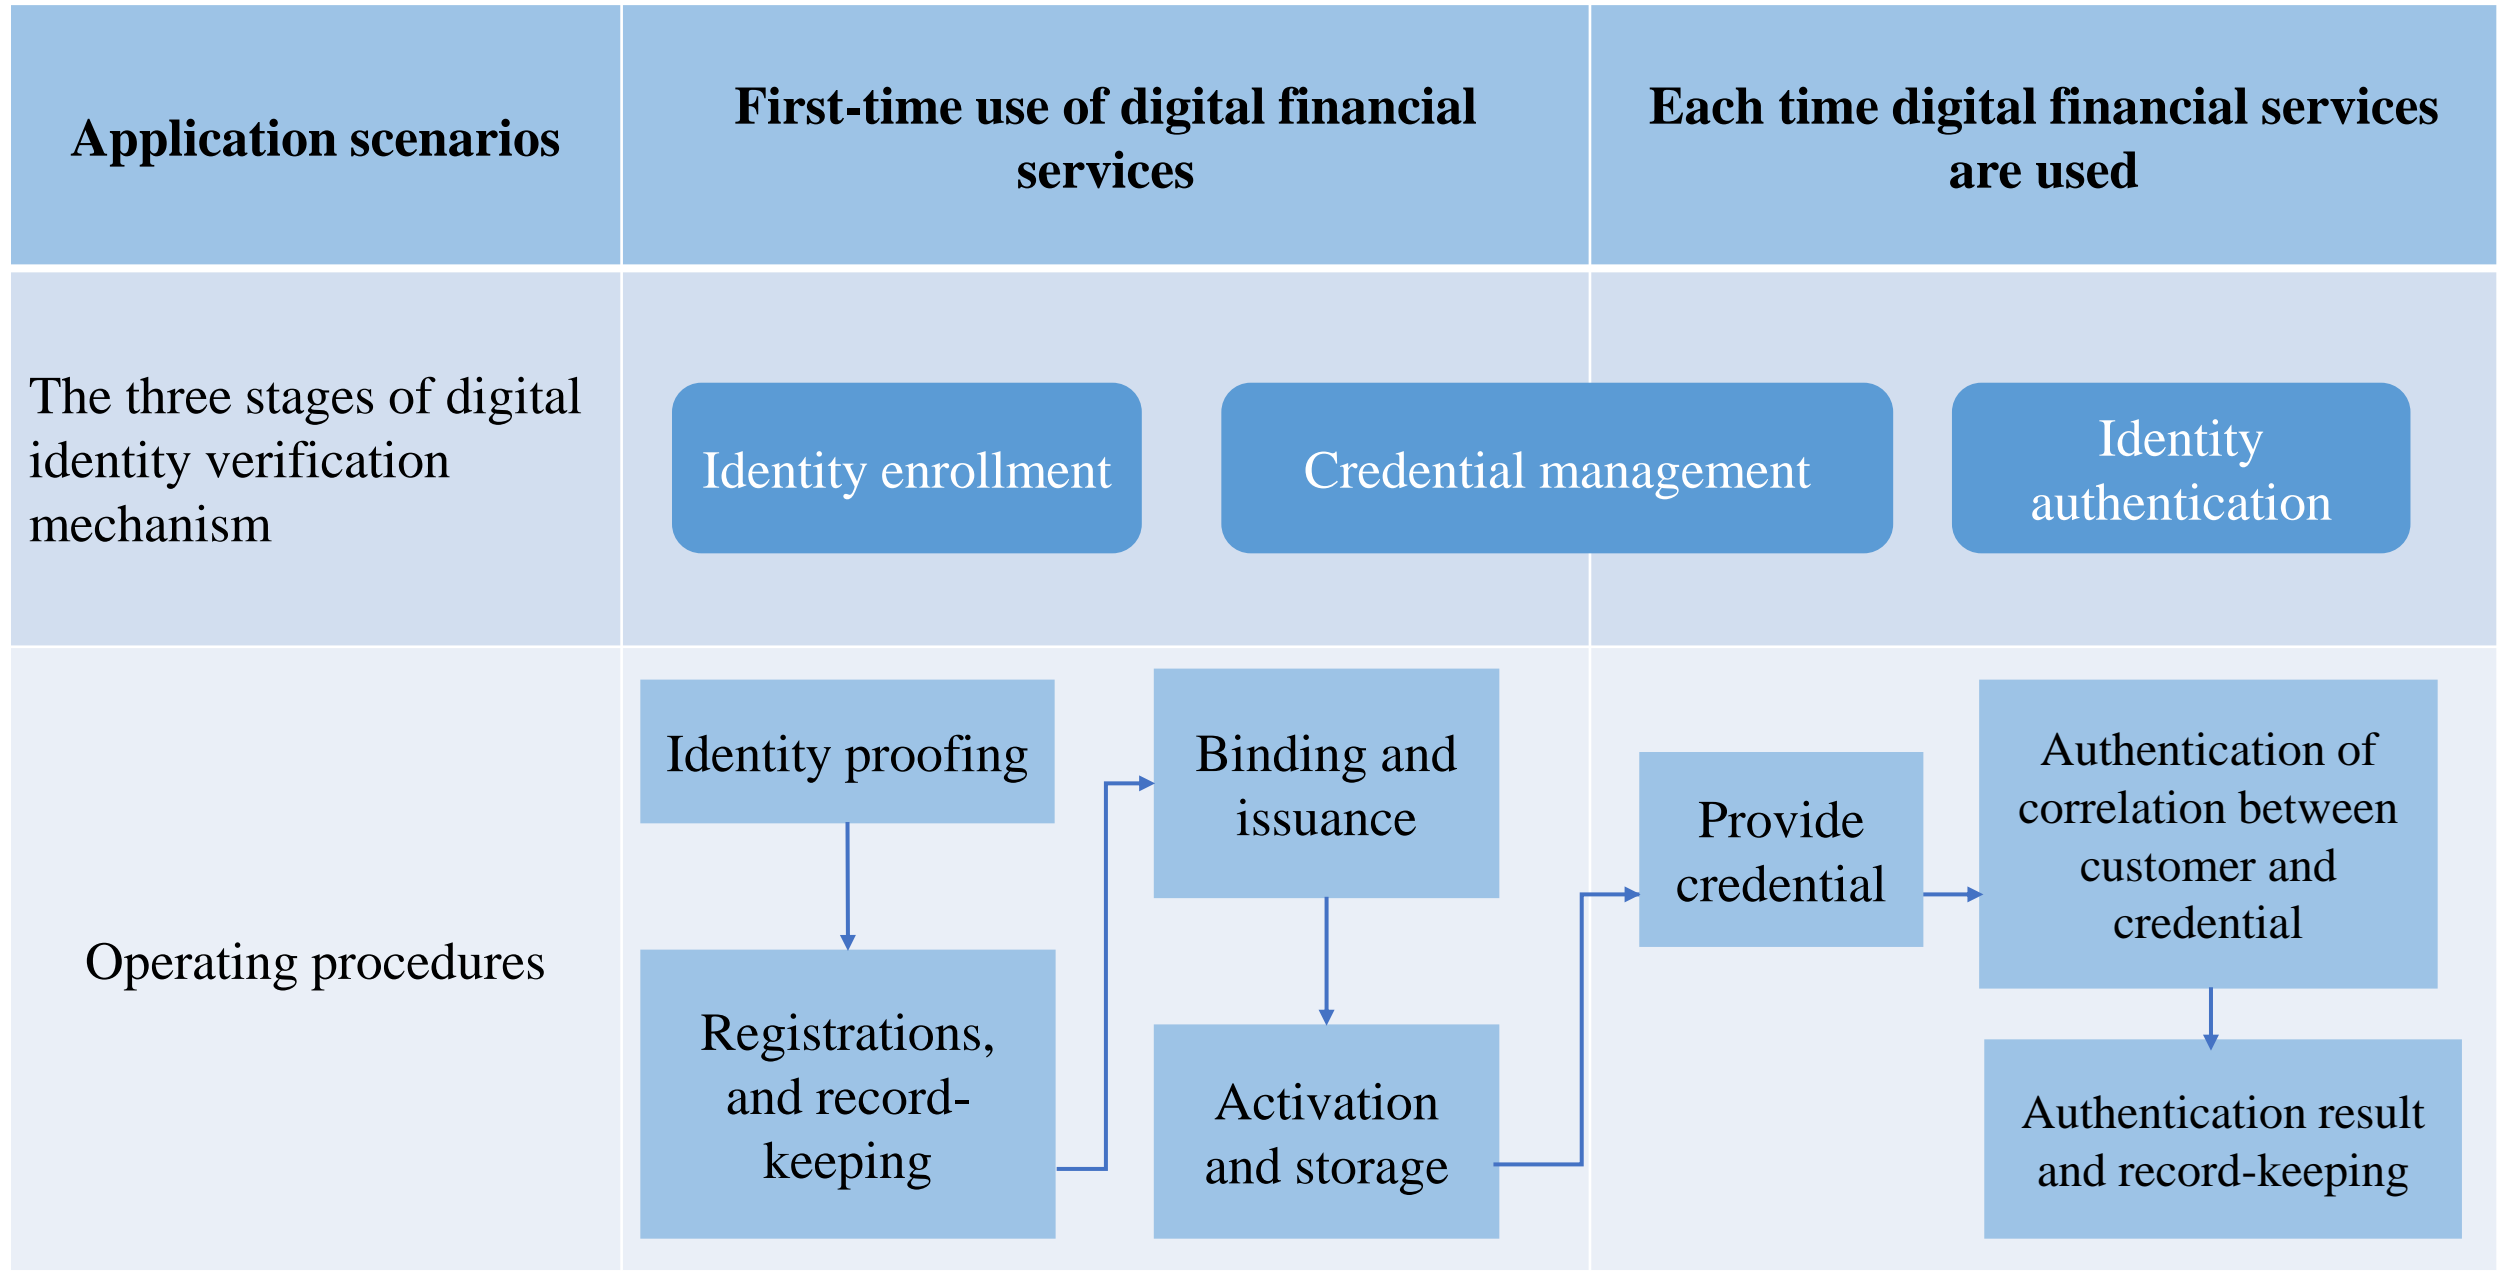 Application scenarios
First-time use of digital financial
services
Each time digital financial services
are used
The three stages of digital
identity verification
mechanism
Identity enrollment
Credential management
Identity
authentication
Operating procedures
Identity proofing
Registrations,
and record-
keeping
Binding and
issuance
Activation
and storage
Provide
credential
Authentication of
correlation between
customer and
credential
Authentication result
and record-keeping